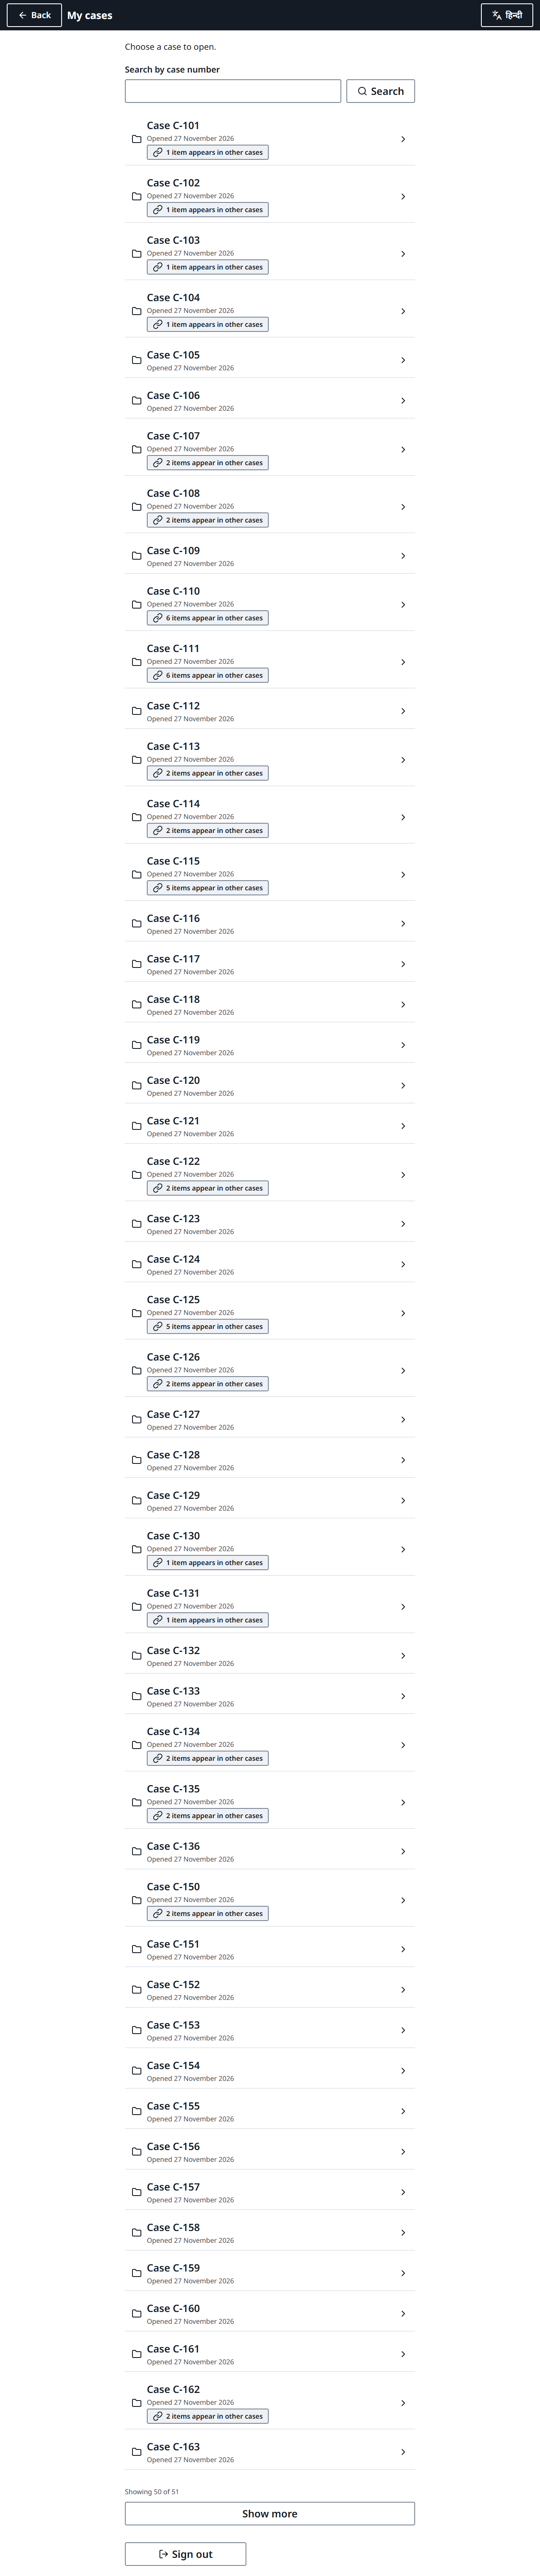 Back
My cases
हिन्दी
Choose a case to open.
Search by case number
Search
Case C-101
Opened 27 November 2026
1 item appears in other cases
Case C-102
Opened 27 November 2026
1 item appears in other cases
Case C-103
Opened 27 November 2026
1 item appears in other cases
Case C-104
Opened 27 November 2026
1 item appears in other cases
Case C-105
Opened 27 November 2026
Case C-106
Opened 27 November 2026
Case C-107
Opened 27 November 2026
2 items appear in other cases
Case C-108
Opened 27 November 2026
2 items appear in other cases
Case C-109
Opened 27 November 2026
Case C-110
Opened 27 November 2026
6 items appear in other cases
Case C-111
Opened 27 November 2026
6 items appear in other cases
Case C-112
Opened 27 November 2026
Case C-113
Opened 27 November 2026
2 items appear in other cases
Case C-114
Opened 27 November 2026
2 items appear in other cases
Case C-115
Opened 27 November 2026
5 items appear in other cases
Case C-116
Opened 27 November 2026
Case C-117
Opened 27 November 2026
Case C-118
Opened 27 November 2026
Case C-119
Opened 27 November 2026
Case C-120
Opened 27 November 2026
Case C-121
Opened 27 November 2026
Case C-122
Opened 27 November 2026
2 items appear in other cases
Case C-123
Opened 27 November 2026
Case C-124
Opened 27 November 2026
Case C-125
Opened 27 November 2026
5 items appear in other cases
Case C-126
Opened 27 November 2026
2 items appear in other cases
Case C-127
Opened 27 November 2026
Case C-128
Opened 27 November 2026
Case C-129
Opened 27 November 2026
Case C-130
Opened 27 November 2026
1 item appears in other cases
Case C-131
Opened 27 November 2026
1 item appears in other cases
Case C-132
Opened 27 November 2026
Case C-133
Opened 27 November 2026
Case C-134
Opened 27 November 2026
2 items appear in other cases
Case C-135
Opened 27 November 2026
2 items appear in other cases
Case C-136
Opened 27 November 2026
Case C-150
Opened 27 November 2026
2 items appear in other cases
Case C-151
Opened 27 November 2026
Case C-152
Opened 27 November 2026
Case C-153
Opened 27 November 2026
Case C-154
Opened 27 November 2026
Case C-155
Opened 27 November 2026
Case C-156
Opened 27 November 2026
Case C-157
Opened 27 November 2026
Case C-158
Opened 27 November 2026
Case C-159
Opened 27 November 2026
Case C-160
Opened 27 November 2026
Case C-161
Opened 27 November 2026
Case C-162
Opened 27 November 2026
2 items appear in other cases
Case C-163
Opened 27 November 2026
Showing 50 of 51
Show more
Sign out